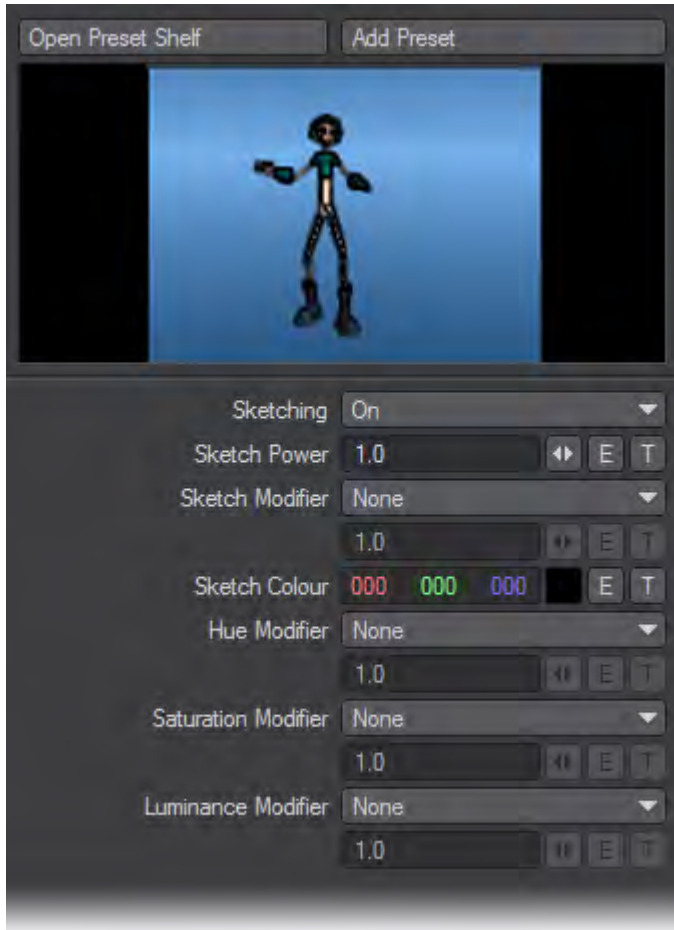 Open Preset Shelf Add Preset
Sketching On
Sketch Power 1.0 E T
Sketch Modifier None
1.0 E T
Sketch Colour 000 000 000 E T
Hue Modifier None
1.0 E T
Saturation Modifier None
1.0 E T
Luminance Modifier None
1.0 E T